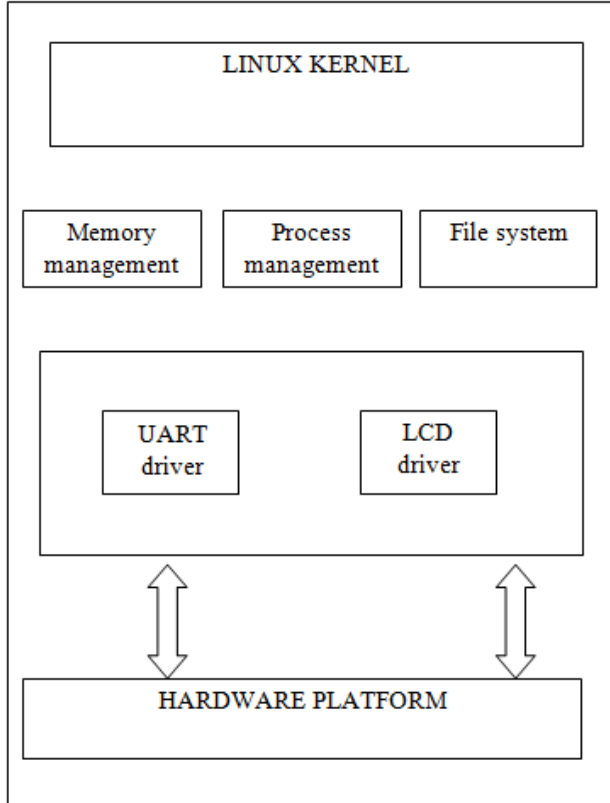 LINUX KERNEL
Memory
management
Process
management
File system
UART
driver
LCD
driver
HARDWARE PLATFORM